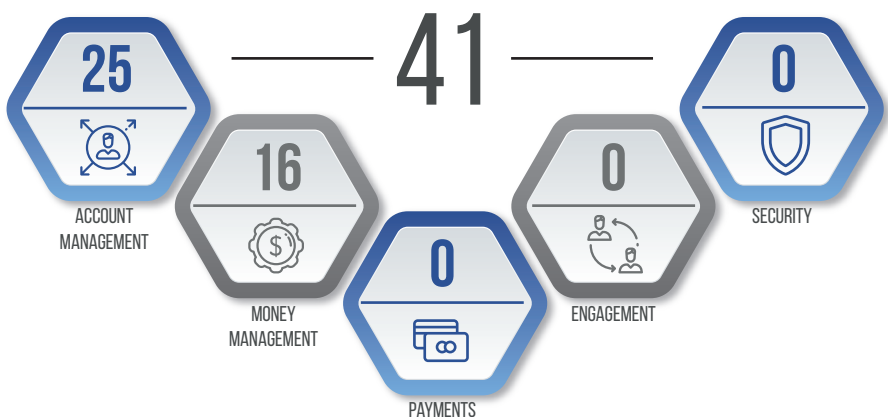 41
25
ACCOUNT
MANAGEMENT
16
$
MONEY
MANAGEMENT
0
PAYMENTS
0
ENGAGEMENT
0
SECURITY